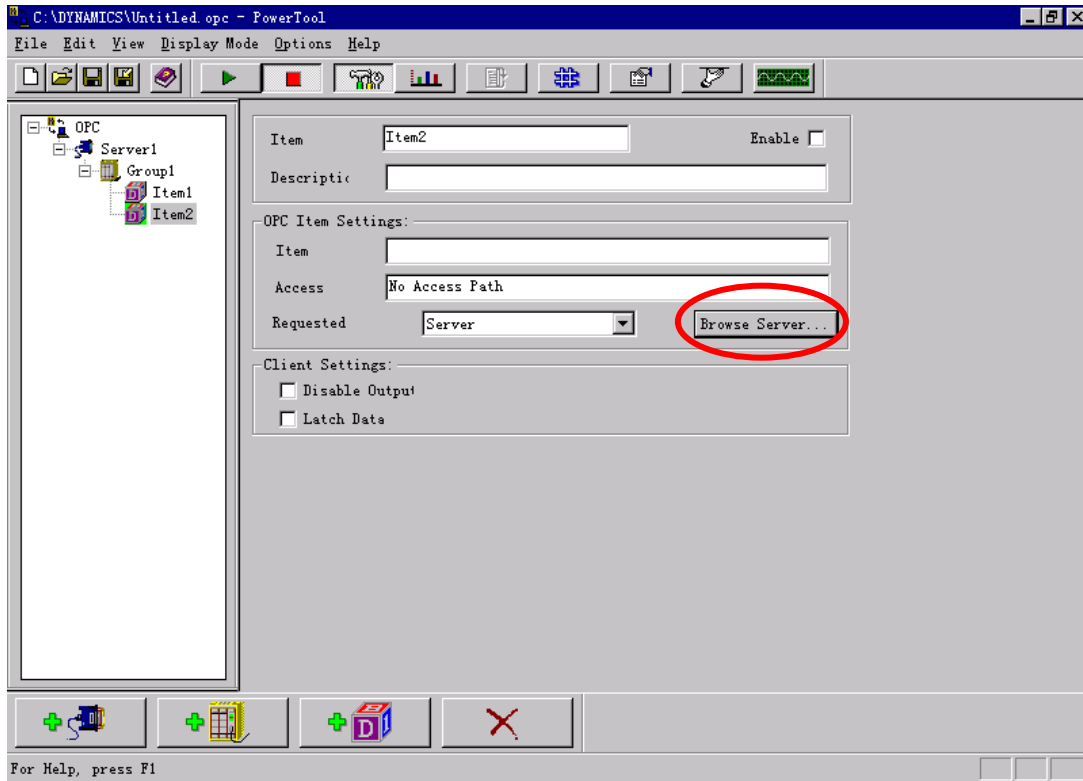 C:\DYNAMICS\Untitled.opc - PowerTool
File Edit View Display Mode Options Help
OPC
Server1
Group1
Item1
Item2
Item Item2 Enable
Descriptic
OPC Item Settings:
Item
Access No Access Path
Requested Server Browse Server...
Client Settings:
Disable Output
Latch Data
For Help, press F1